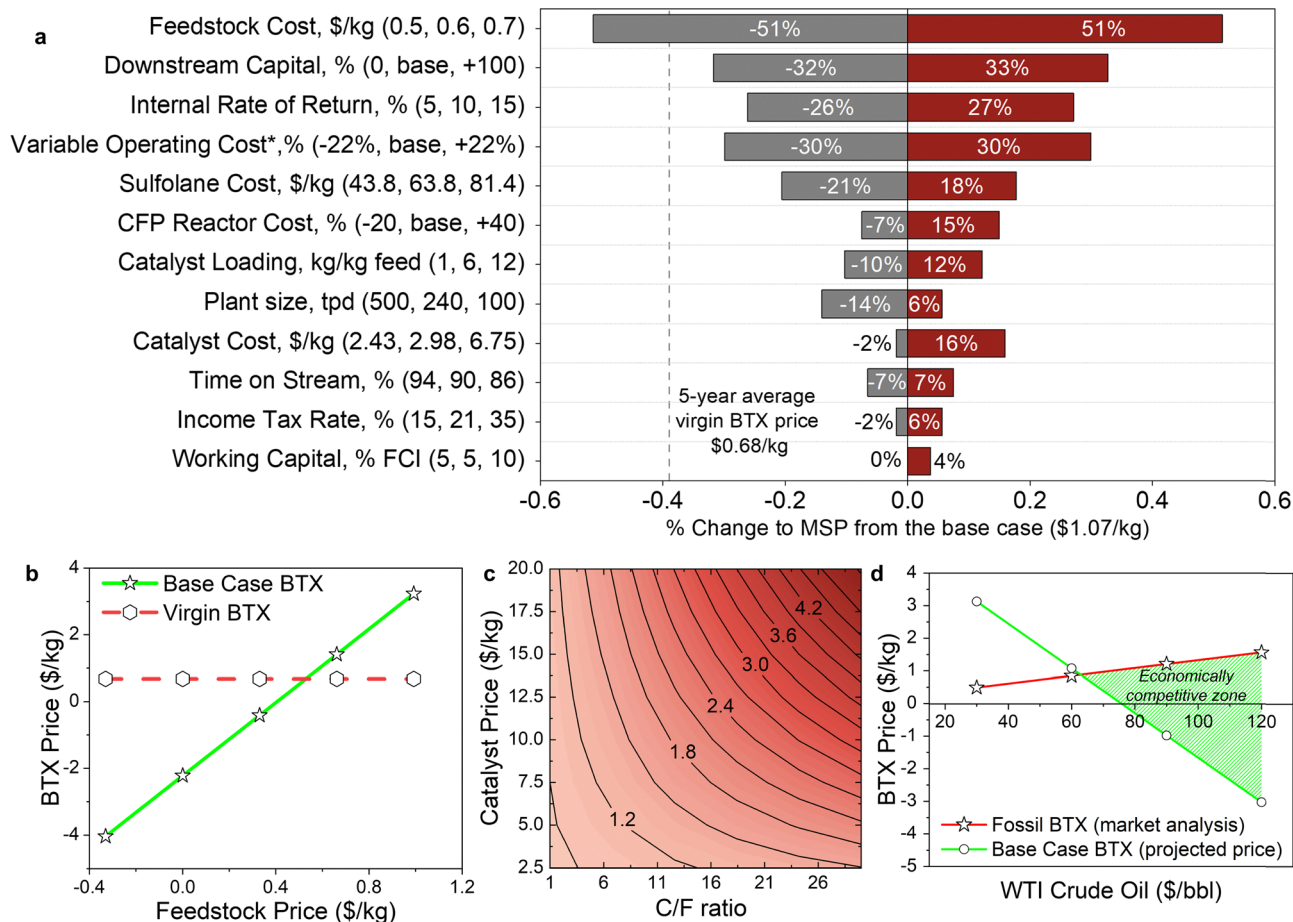 a
Feedstock Cost, $/kg (0.5, 0.6, 0.7)
-51%
51%
Downstream Capital, % (0, base, +100)
-32%
33%
Internal Rate of Return, % (5, 10, 15)
-26%
27%
Variable Operating Cost*,% (-22%, base, +22%)
-30%
30%
Sulfolane Cost, $/kg (43.8, 63.8, 81.4)
-21%
18%
CFP Reactor Cost, % (-20, base, +40)
-7%
15%
Catalyst Loading, kg/kg feed (1, 6, 12)
-10%
12%
Plant size, tpd (500, 240, 100)
-14%
6%
Catalyst Cost, $/kg (2.43, 2.98, 6.75)
-2%
16%
Time on Stream, % (94, 90, 86)
-7%
7%
Income Tax Rate, % (15, 21, 35)
-2%
6%
Working Capital, % FCI (5, 5, 10)
0%
4%
5-year average
virgin BTX price
$0.68/kg
-0.6 -0.4 -0.2 0.0 0.2 0.4 0.6
% Change to MSP from the base case ($1.07/kg)
b
Base Case BTX
Virgin BTX
BTX Price ($/kg)
4
2
0
-2
-4
-0.4 0.0 0.4 0.8 1.2
Feedstock Price ($/kg)
c
Catalyst Price ($/kg)
20.0
17.5
15.0
12.5
10.0
7.5
5.0
2.5
4.2
3.6
3.0
2.4
1.8
1.2
1 6 11 16 21 26
C/F ratio
d
BTX Price ($/kg)
4
3
2
1
0
-1
-2
-3
-4
-5
Economically
competitive zone
20 40 60 80 100 120
Fossil BTX (market analysis)
Base Case BTX (projected price)
WTI Crude Oil ($/bbl)